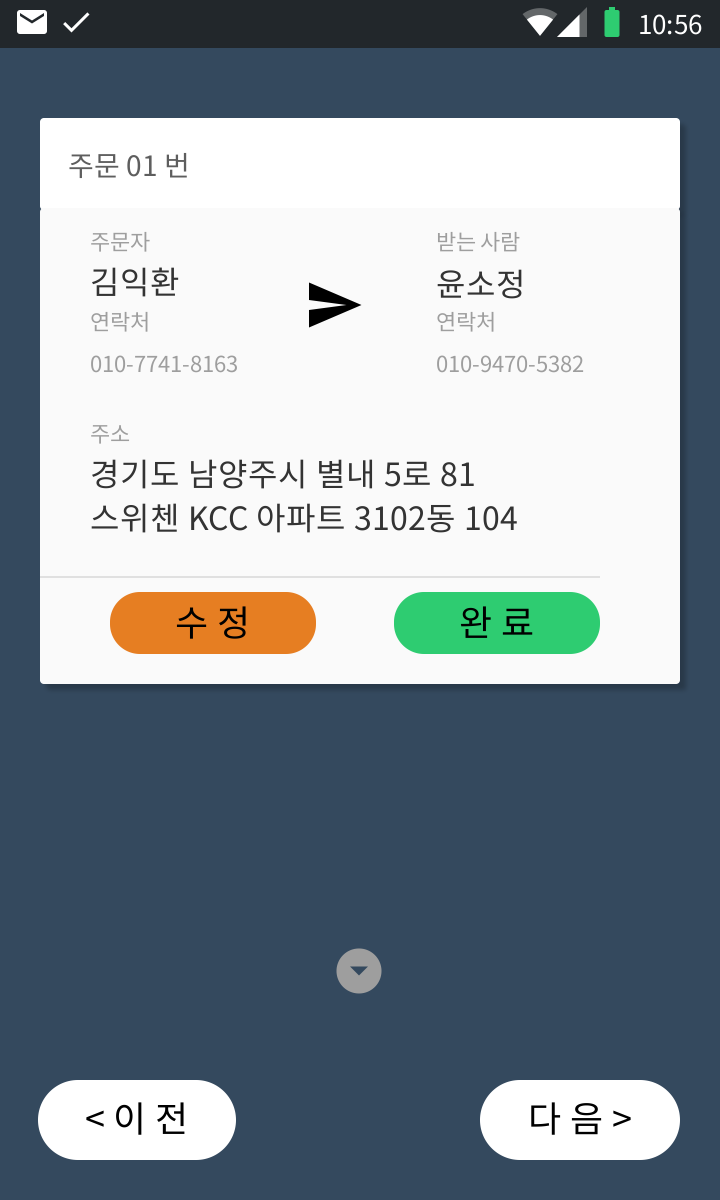 10:56
주문 01 번
주문자
받는 사람
김익환
윤소정
연락처
연락처
010-7741-8163
010-9470-5382
주소
경기도 남양주시 별내 5로 81
스위첸 KCC 아파트 3102동 104
수 정
완 료
< 이 전
다 음 >